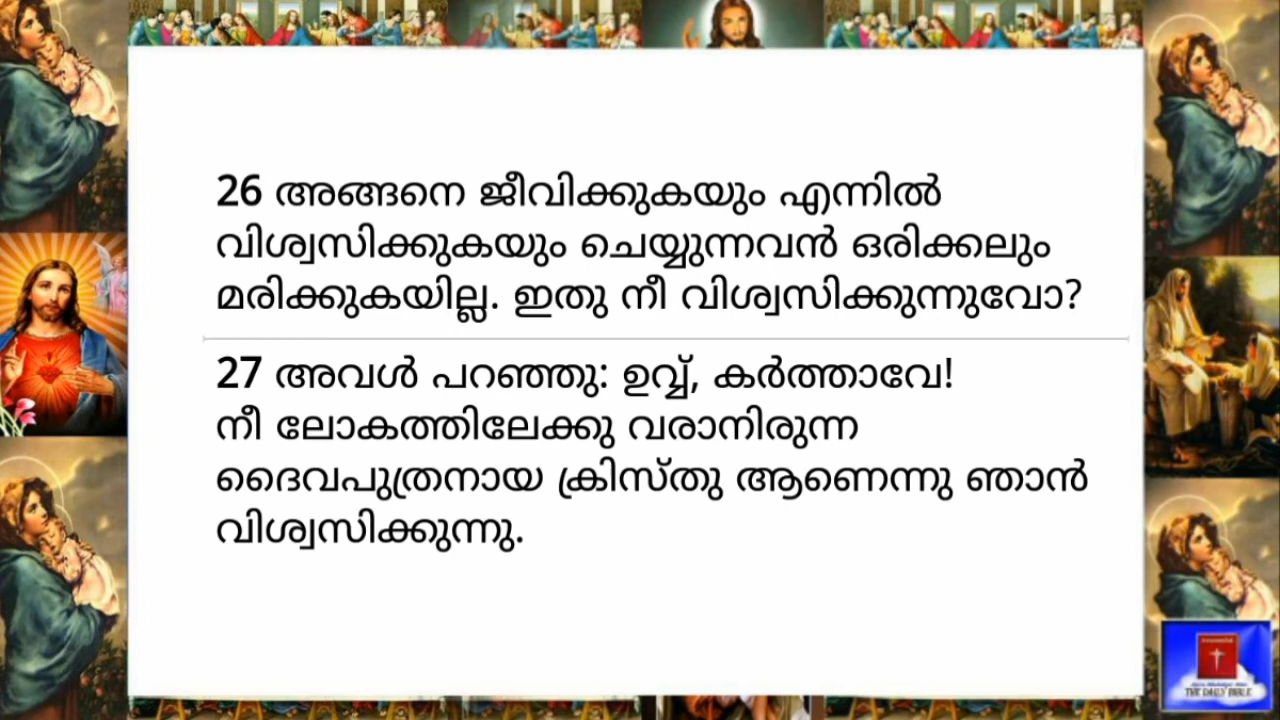 26 അങ്ങനെ ജീവിക്കുകയും എന്നിൽ
വിശ്വസിക്കുകയും ചെയ്യുന്നവൻ ഒരിക്കലും
മരിക്കുകയില്ല. ഇതു നീ വിശ്വസിക്കുന്നുവോ?
27 അവൾ പറഞ്ഞു: ഉവ്വ്, കർത്താവേ!
നീ ലോകത്തിലേക്കു വരാനിരുന്ന
ദൈവപുത്രനായ ക്രിസ്തു ആണെന്നു ഞാൻ
വിശ്വസിക്കുന്നു.
THE DAILY BIBLE